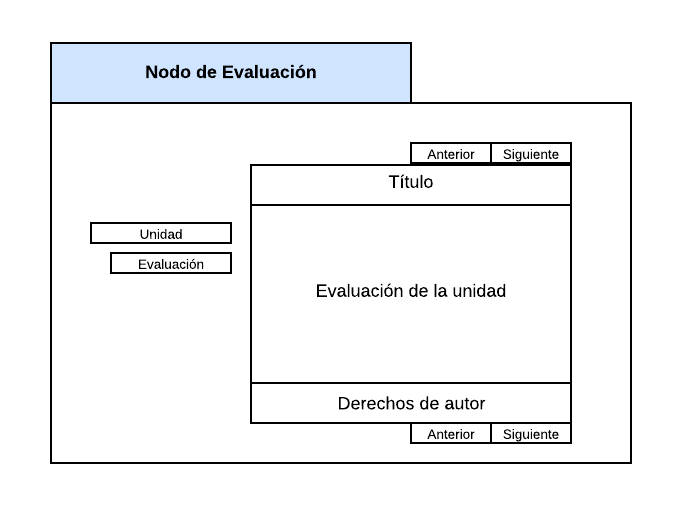 Nodo de Evaluación
Anterior
Siguiente
Título
Unidad
Evaluación
Evaluación de la unidad
Derechos de autor
Anterior
Siguiente